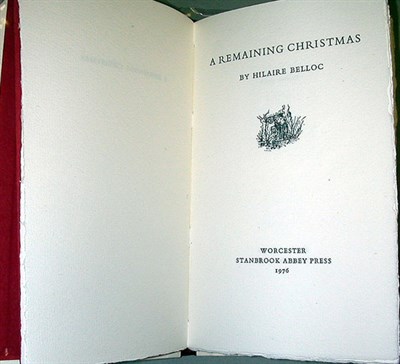 A REMAINING CHRISTMAS
BY HILAIRE BELLOC
WORCESTER
STANBROOK ABBEY PRESS
1976